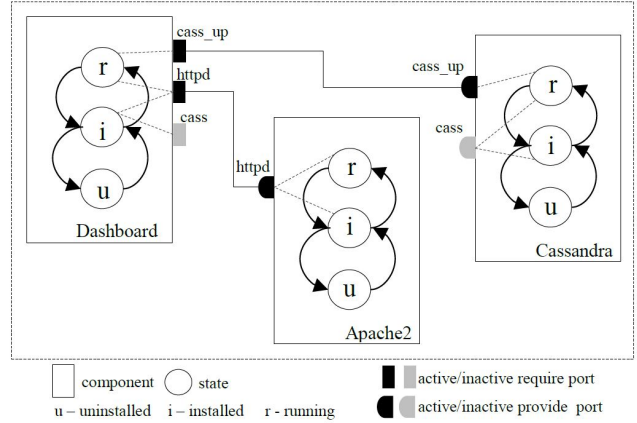 cass_up
httpd
cass
r
i
u
Dashboard
httpd
r
i
u
Apache2
cass_up
cass
r
i
u
Cassandra
component
state
active/inactive require port
u – uninstalled i – installed r - running
active/inactive provide port